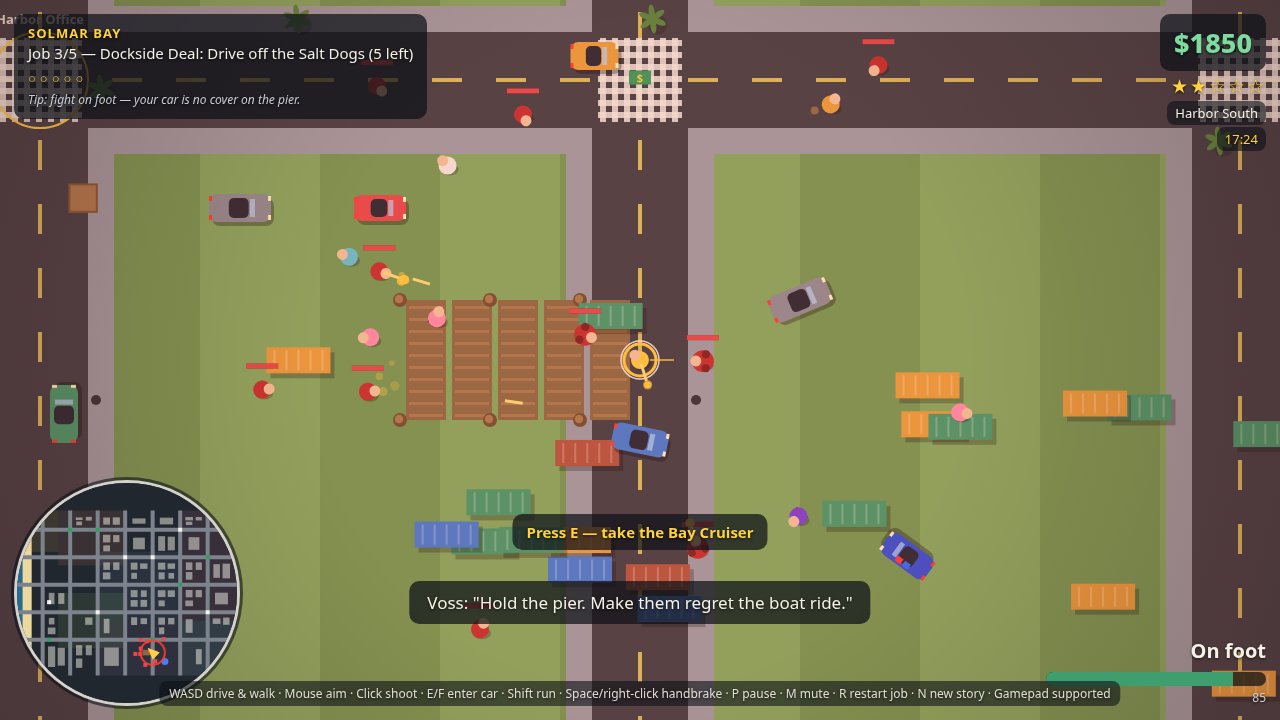 Harbor Office
SOLMAR BAY
Job 3/5 — Dockside Deal: Drive off the Salt Dogs (5 left)
Tip: fight on foot — your car is no cover on the pier.
$
$1850
Harbor South
17:24
Press E — take the Bay Cruiser
Voss: "Hold the pier. Make them regret the boat ride."
On foot
85
WASD drive & walk · Mouse aim · Click shoot · E/F enter car · Shift run · Space/right-click handbrake · P pause · M mute · R restart job · N new story · Gamepad supported